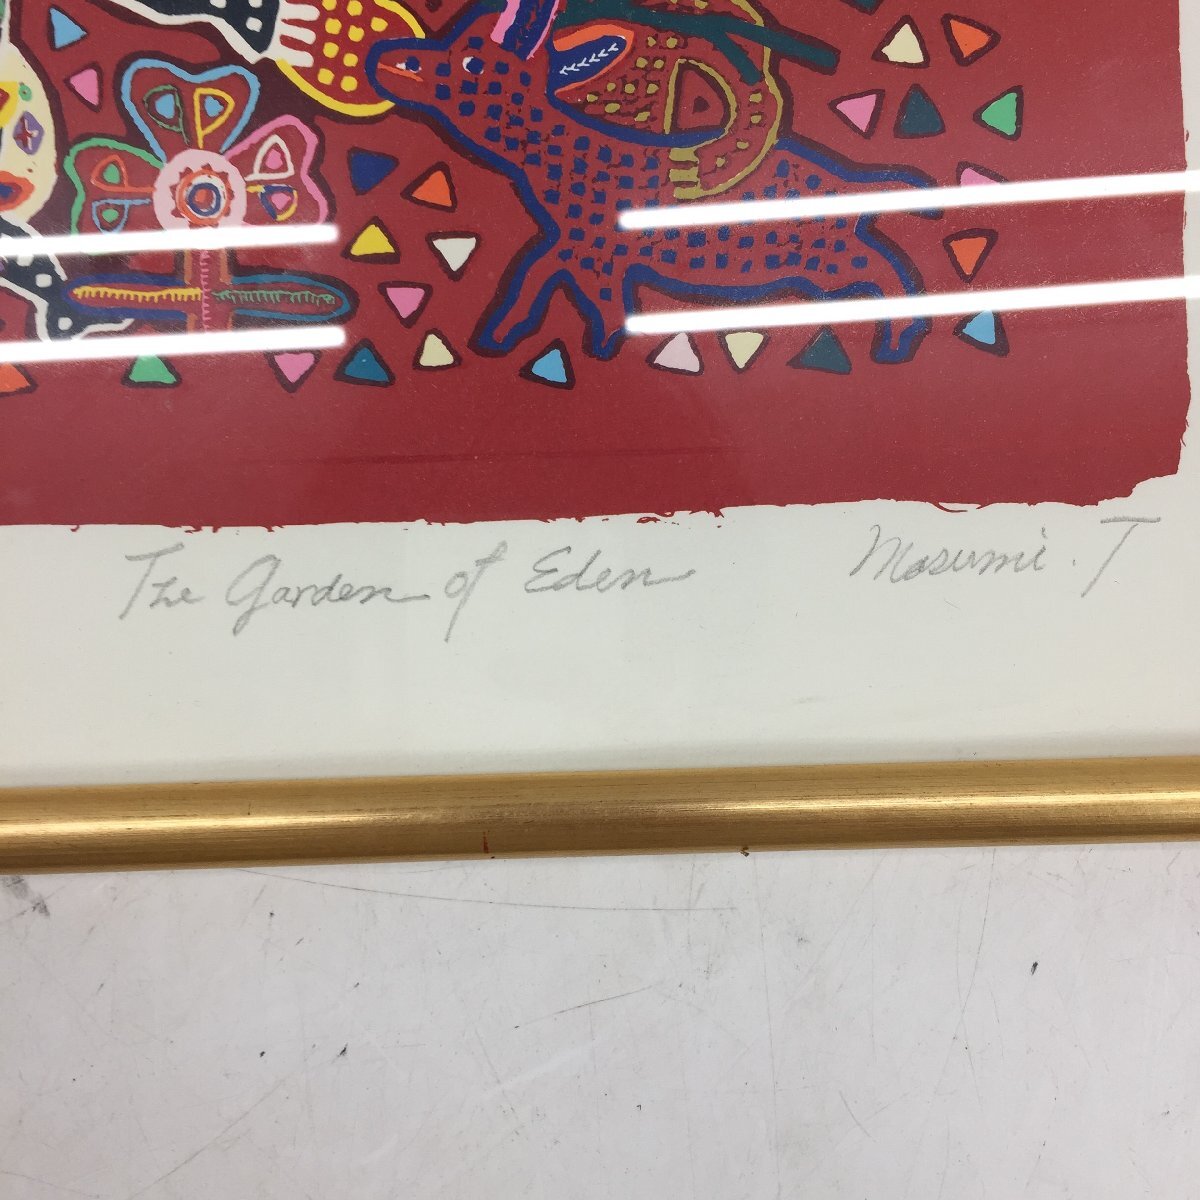 The Garden of Eden Masumi. T